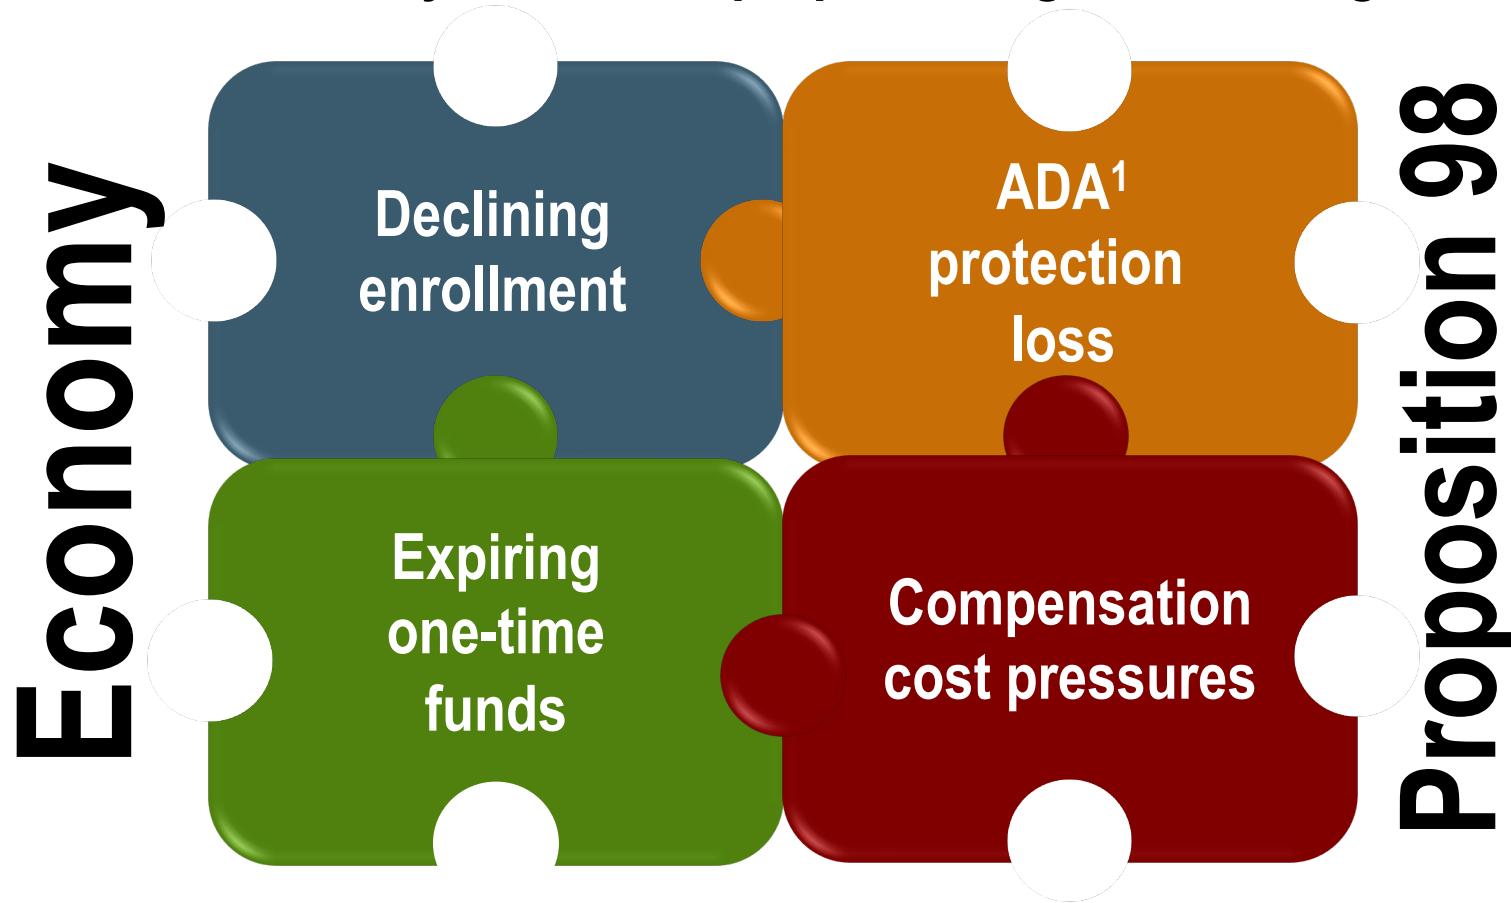 Economy
Declining
enrollment
ADA¹
protection
loss
Expiring
one-time
funds
Compensation
cost pressures
Proposition 98